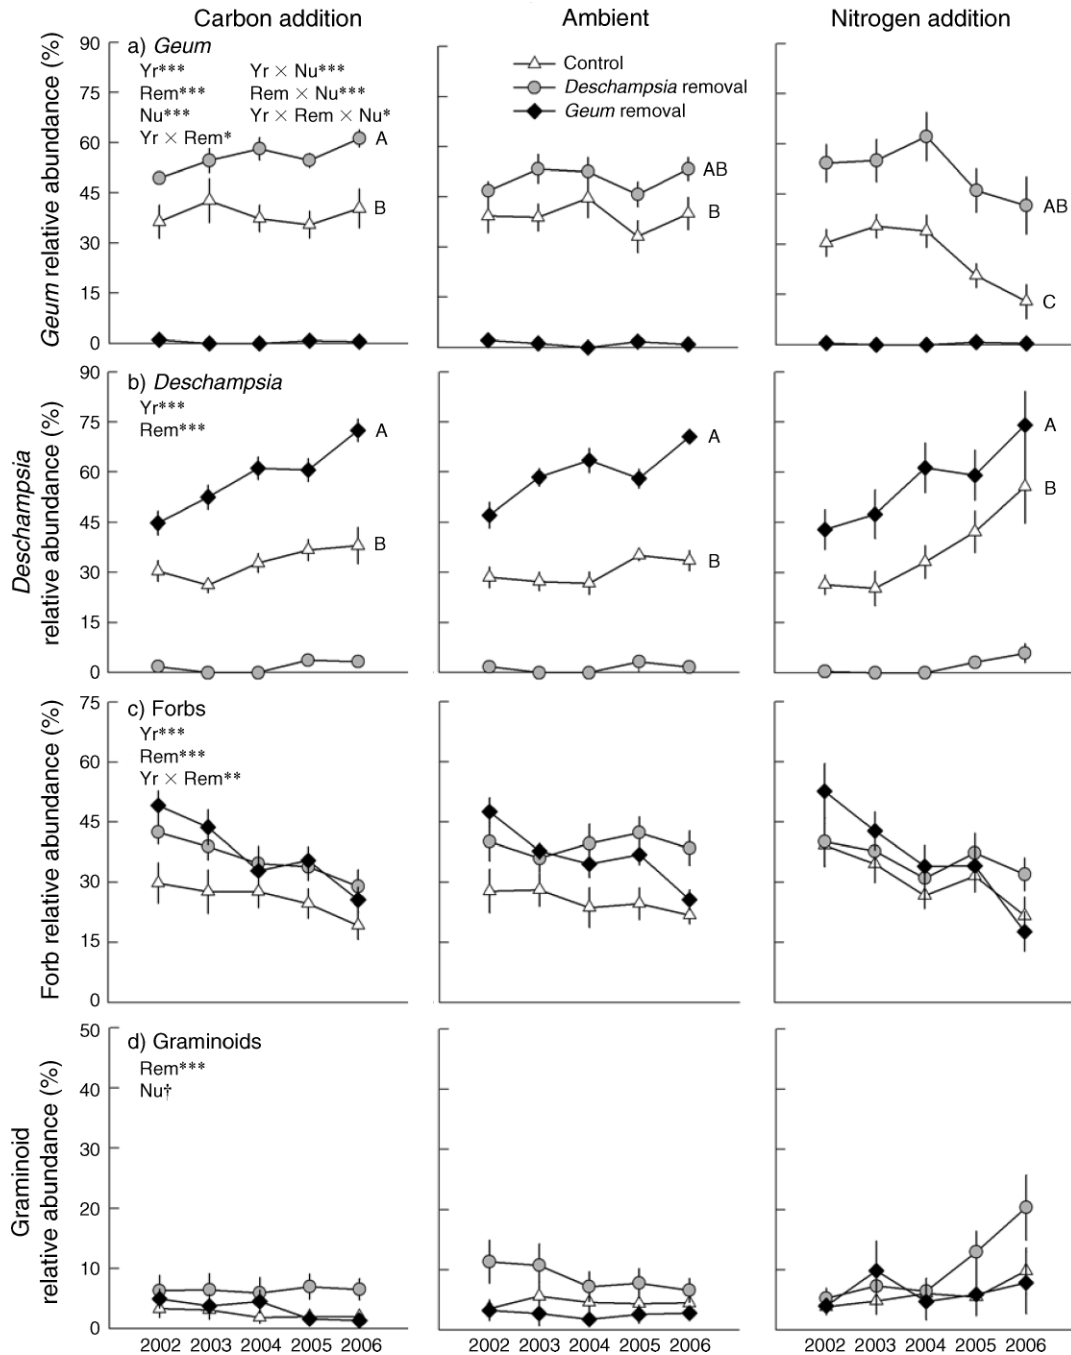 Carbon addition
Ambient
Nitrogen addition
a) Geum
Yr*** Yr × Nu***
Rem*** Rem × Nu***
Nu*** Yr × Rem × Nu*
Yr × Rem*
Control
Deschampsia removal
Geum removal
Geum relative abundance (%)
90
75
60
45
30
15
0
A
B
AB
B
AB
C
b) Deschampsia
Yr***
Rem***
Deschampsia
relative abundance (%)
90
75
60
45
30
15
0
A
B
A
B
A
B
c) Forbs
Yr***
Rem***
Yr × Rem**
Forb relative abundance (%)
75
60
45
30
15
0
d) Graminoids
Rem***
Nu†
Graminoid
relative abundance (%)
50
40
30
20
10
0
2002 2003 2004 2005 2006
2002 2003 2004 2005 2006
2002 2003 2004 2005 2006